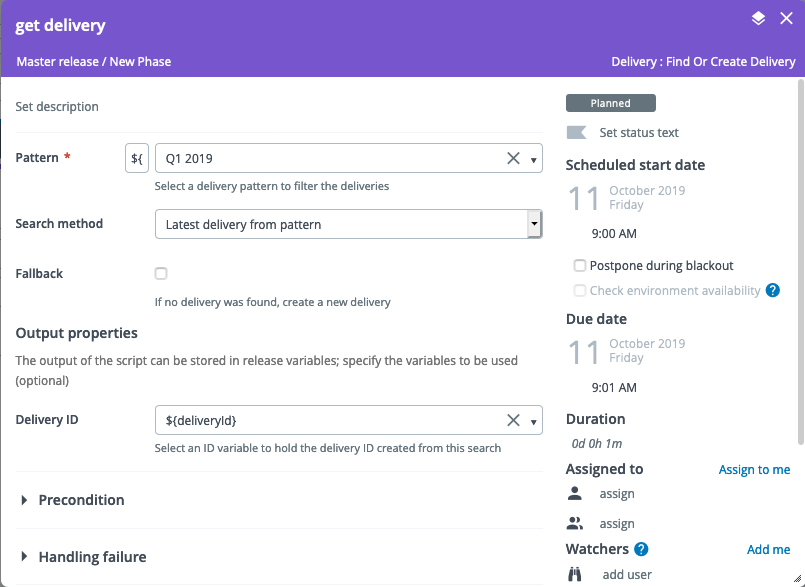 get delivery
Master release / New Phase
Delivery : Find Or Create Delivery
Set description
Pattern *
${
Q1 2019
Select a delivery pattern to filter the deliveries
Search method
Latest delivery from pattern
Fallback
If no delivery was found, create a new delivery
Output properties
The output of the script can be stored in release variables; specify the variables to be used
(optional)
Delivery ID
${deliveryId}
Select an ID variable to hold the delivery ID created from this search
Precondition
Handling failure
Planned
Set status text
Scheduled start date
11
October 2019
Friday
9:00 AM
Postpone during blackout
Check environment availability ?
Due date
11
October 2019
Friday
9:01 AM
Duration
0d 0h 1m
Assigned to
Assign to me
assign
assign
Watchers ?
Add me
add user